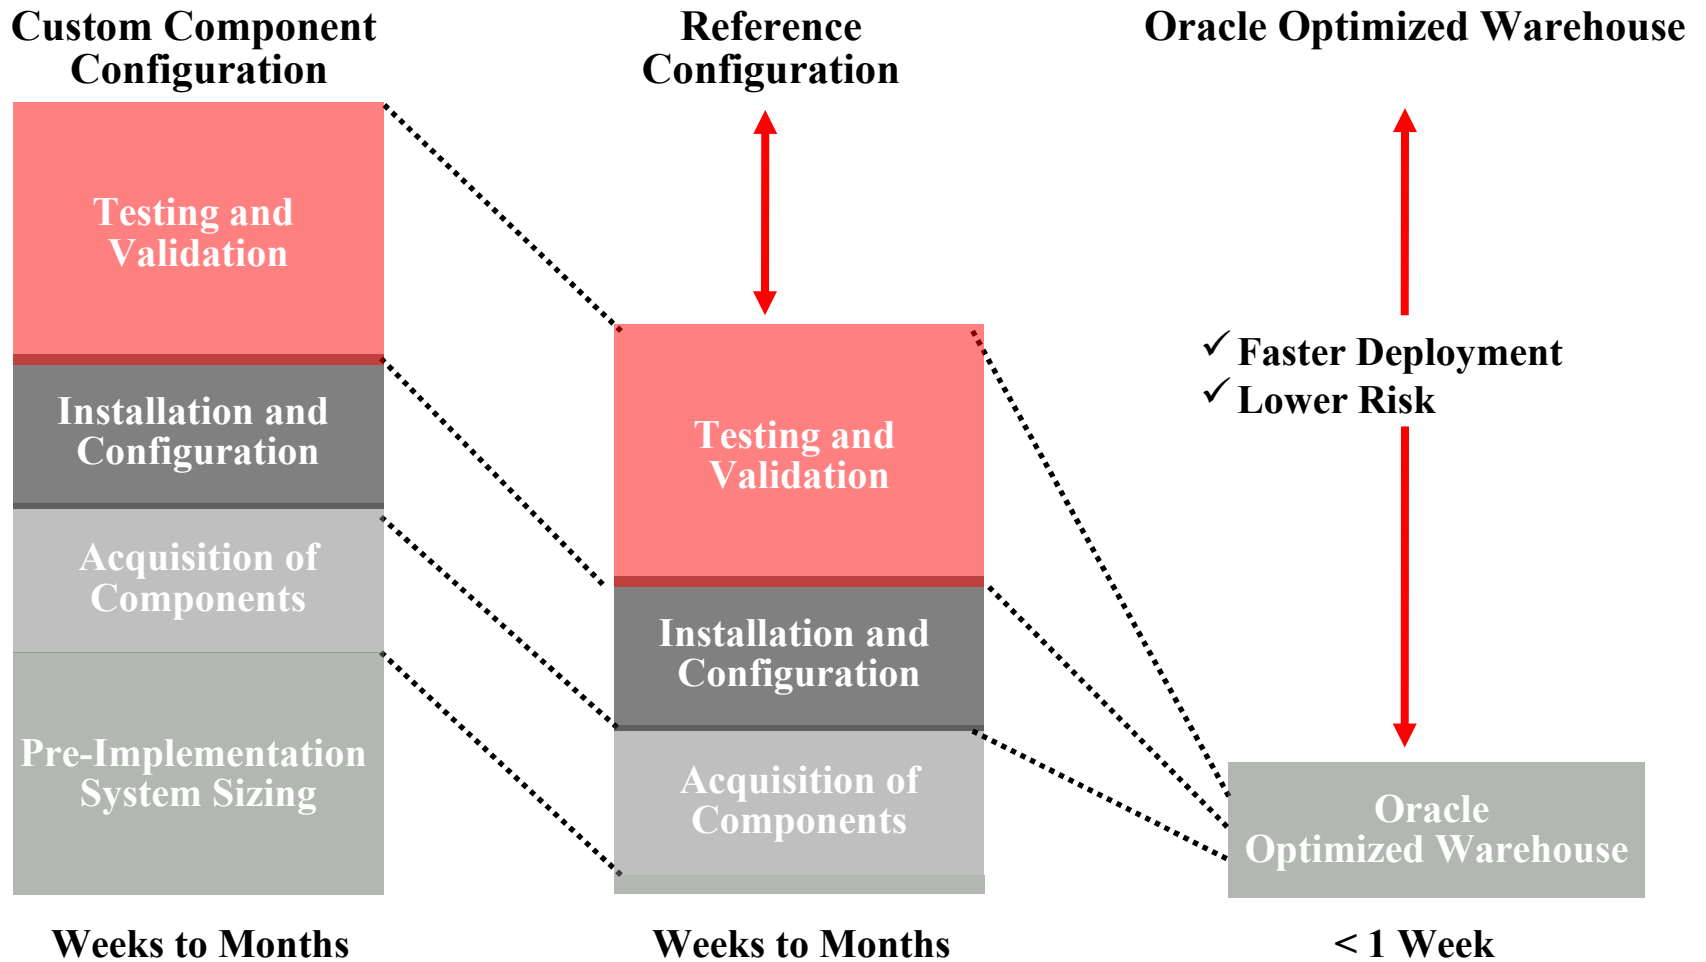 Custom Component
Configuration
Reference
Configuration
Oracle Optimized Warehouse
Testing and
Validation
Installation and
Configuration
Acquisition of
Components
Pre-Implementation
System Sizing
Weeks to Months
Testing and
Validation
Installation and
Configuration
Acquisition of
Components
Weeks to Months
✓ Faster Deployment
✓ Lower Risk
Oracle
Optimized Warehouse
< 1 Week